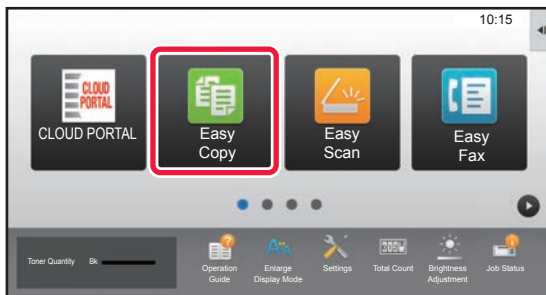 10:15
CLOUD
PORTAL
CLOUD PORTAL
Easy
Copy
Easy
Scan
Easy
Fax
Toner Quantity Bk
Operation
Guide
Enlarge
Display Mode
Settings
Total Count
Brightness
Adjustment
Job Status